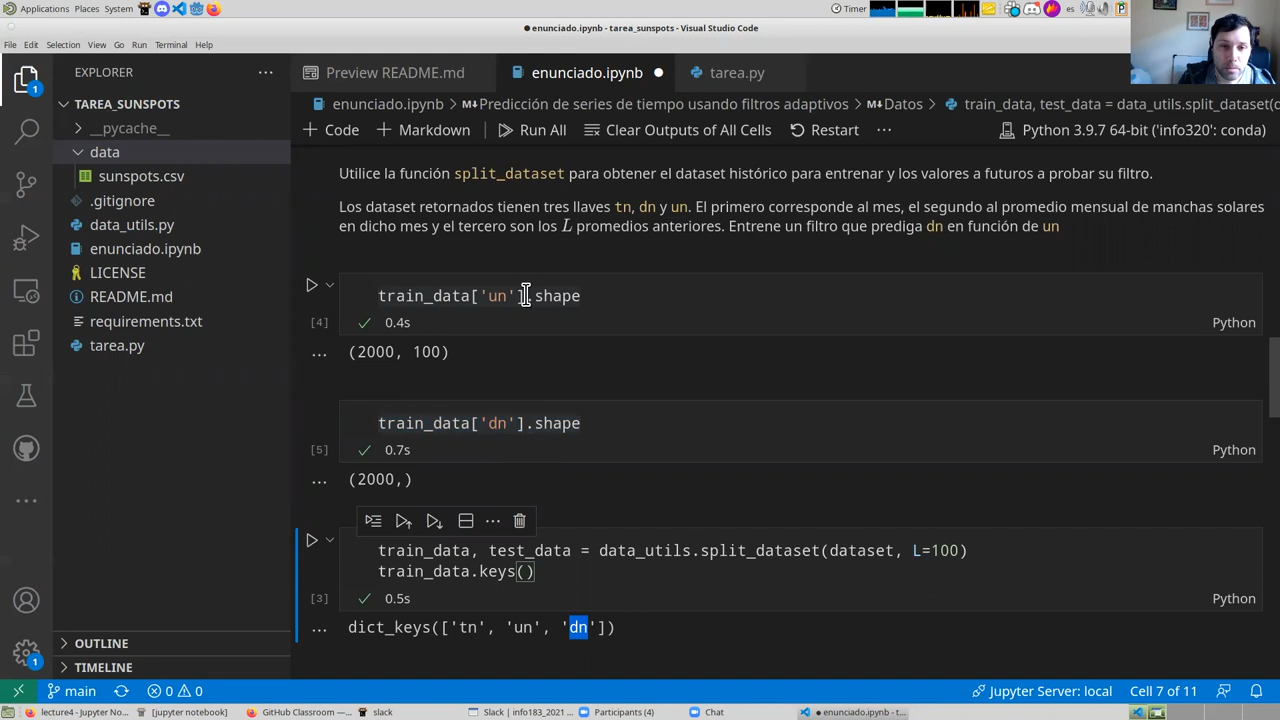 Applications Places System
Timer
es
enunciado.ipynb - tarea_sunspots - Visual Studio Code
File Edit Selection View Go Run Terminal Help
EXPLORER
Preview README.md
enunciado.ipynb
tarea.py
TAREA_SUNSPOTS
enunciado.ipynb > Predicción de series de tiempo usando filtros adaptivos > Datos > train_data, test_data = data_utils.split_dataset(d
__pycache__
data
sunspots.csv
.gitignore
data_utils.py
enunciado.ipynb
LICENSE
README.md
requirements.txt
tarea.py
OUTLINE
TIMELINE
+ Code + Markdown Run All Clear Outputs of All Cells Restart ... Python 3.9.7 64-bit ('info320': conda)
Utilice la función split_dataset para obtener el dataset histórico para entrenar y los valores a futuros a probar su filtro.
Los dataset retornados tienen tres llaves tn, dn y un. El primero corresponde al mes, el segundo al promedio mensual de manchas solares
en dicho mes y el tercero son los L promedios anteriores. Entrene un filtro que prediga dn en función de un
train_data['un'].shape
[4] 0.4s Python
... (2000, 100)
train_data['dn'].shape
[5] 0.7s Python
... (2000,)
train_data, test_data = data_utils.split_dataset(dataset, L=100)
train_data.keys()
[3] 0.5s Python
... dict_keys(['tn', 'un', 'dn'])
1
1
main 0 0 Jupyter Server: local Cell 7 of 11
lecture4 - Jupyter No... [jupyter notebook] GitHub Classroom —... slack Slack | info183_2021 ... Participants (4) Chat enunciado.ipynb - t...